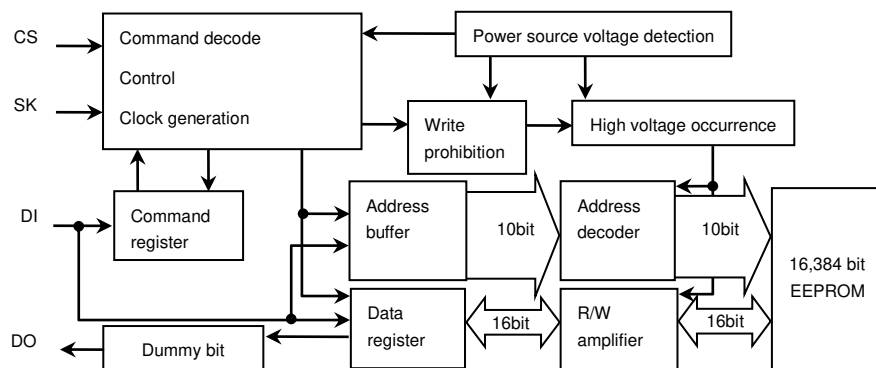 CS
Command decode
Power source voltage detection
Control
SK
Clock generation
Write
prohibition
High voltage occurrence
DI
Command
register
Address
buffer
10bit
Address
decoder
10bit
16,384 bit
EEPROM
Data
register
16bit
R/W
amplifier
16bit
DO
Dummy bit